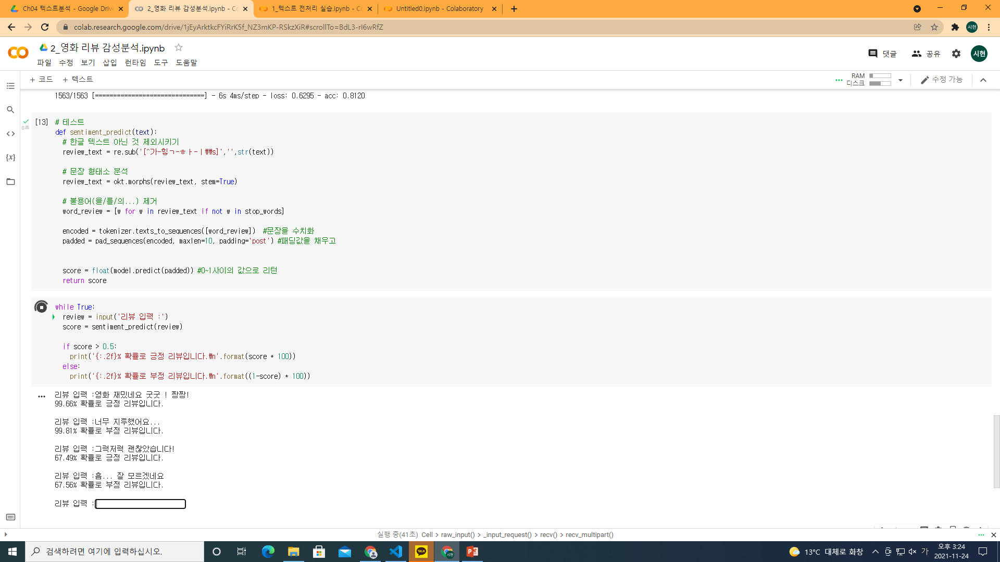 Ch04 텍스트분석 - Google Drive
2_영화 리뷰 감성분석.ipynb - Co
1_텍스트 전처리 실습.ipynb - Co
Untitled0.ipynb - Colaboratory
colab.research.google.com/drive/1jEyArktkcFYiRrK5f_NZ3mKP-RSkzXiR#scrollTo=BdL3-rI6wRfZ
시현
2_영화 리뷰 감성분석.ipynb
파일 수정 보기 삽입 런타임 도구 도움말
댓글 공유 시현
+ 코드 + 텍스트
RAM
디스크
수정 가능
1563/1563 [==============================] - 6s 4ms/step - loss: 0.6295 - acc: 0.8120
0초
[13] # 테스트
def sentiment_predict(text):
# 한글 텍스트 아닌 것 제외시키기
review_text = re.sub('[^가-힣ㄱ-ㅎㅏ-ㅣ\\s]','',str(text))
# 문장 형태소 분석
review_text = okt.morphs(review_text, stem=True)
# 불용어(을/를/의...) 제거
word_review = [w for w in review_text if not w in stop_words]
encoded = tokenizer.texts_to_sequences([word_review]) #문장을 수치화
padded = pad_sequences(encoded, maxlen=10, padding='post') #패딩값을 채우고
score = float(model.predict(padded)) #0~1사이의 값으로 리턴
return score
while True:
review = input('리뷰 입력 :')
score = sentiment_predict(review)
if score > 0.5:
print('{:.2f}% 확률로 긍정 리뷰입니다.\n'.format(score * 100))
else:
print('{:.2f}% 확률로 부정 리뷰입니다.\n'.format((1-score) * 100))
리뷰 입력 :영화 재밌네요 굿굿 ! 짱짱!
99.66% 확률로 긍정 리뷰입니다.
리뷰 입력 :너무 지루했어요...
99.81% 확률로 부정 리뷰입니다.
리뷰 입력 :그럭저럭 괜찮았습니다!
67.49% 확률로 긍정 리뷰입니다.
리뷰 입력 :흠... 잘 모르겠네요
67.56% 확률로 부정 리뷰입니다.
리뷰 입력 :
실행 중(41초) Cell > raw_input() > _input_request() > recv() > recv_multipart()
검색하려면 여기에 입력하십시오.
TALK
시현
13°C 대체로 화창
가
오후 3:24
2021-11-24